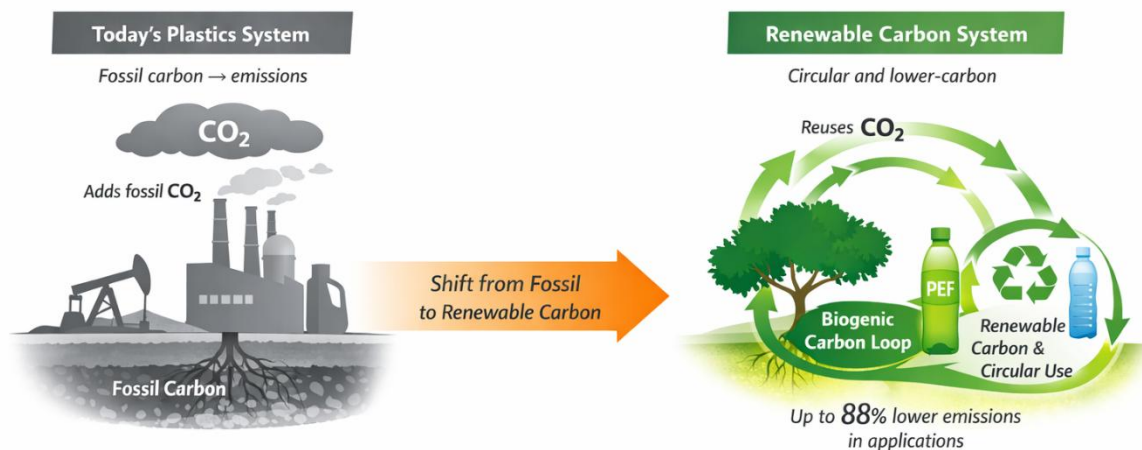 Today's Plastics System
Fossil carbon → emissions
CO₂
Adds fossil CO₂
Fossil Carbon
Shift from Fossil
to Renewable Carbon
Renewable Carbon System
Circular and lower-carbon
Reuses CO₂
PEF
Biogenic
Carbon Loop
Renewable
Carbon &
Circular Use
Up to 88% lower emissions
in applications